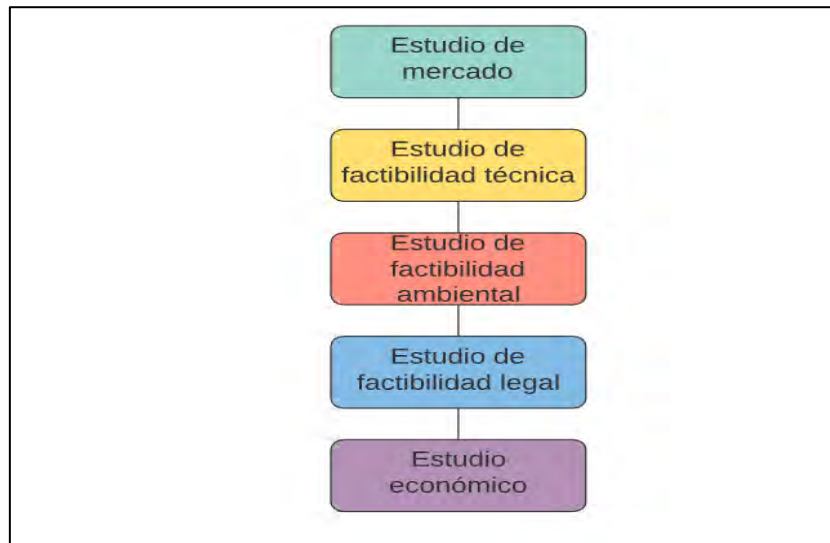 Estudio de
mercado
Estudio de
factibilidad técnica
Estudio de
factibilidad
ambiental
Estudio de
factibilidad legal
Estudio
económico